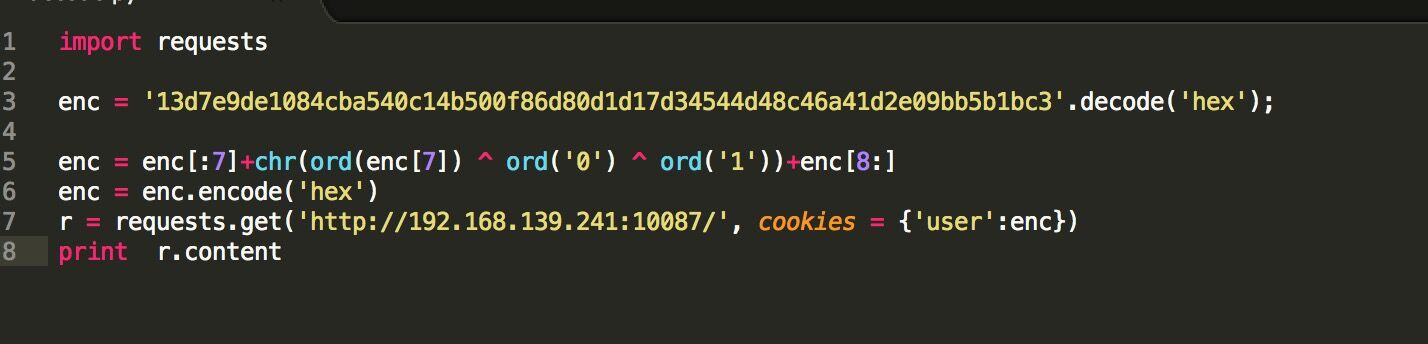 1 import requests
2
3 enc = '13d7e9de1084cba540c14b500f86d80d1d17d34544d48c46a41d2e09bb5b1bc3'.decode('hex');
4
5 enc = enc[:7]+chr(ord(enc[7]) ^ ord('0') ^ ord('1'))+enc[8:]
6 enc = enc.encode('hex')
7 r = requests.get('http://192.168.139.241:10087/', cookies = {'user':enc})
8 print  r.content